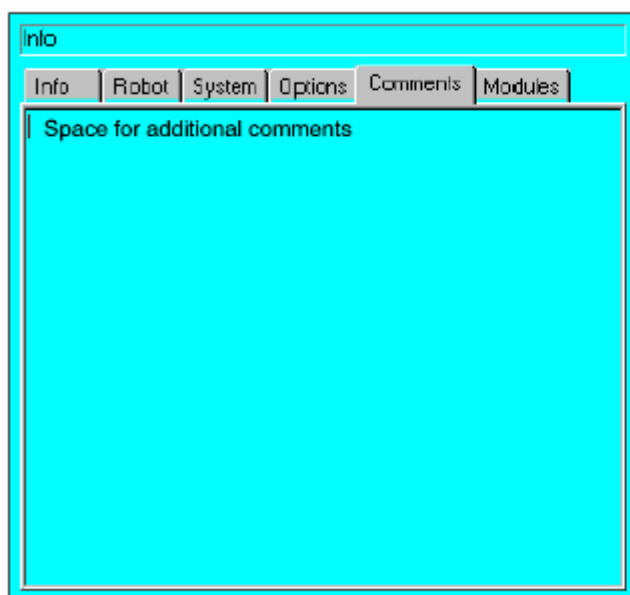 Info
Info Robot System Options Comments Modules
Space for additional comments